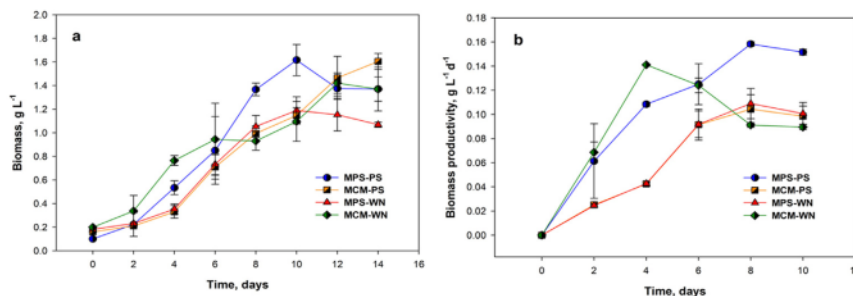 a
Biomass, g L⁻¹
1.8
1.6
1.4
1.2
1.0
0.8
0.6
0.4
0.2
0.0
MPS-PS
MCM-PS
MPS-WN
MCM-WN
0 2 4 6 8 10 12 14 16
Time, days
b
Biomass productivity, g L⁻¹ d⁻¹
0.18
0.16
0.14
0.12
0.10
0.08
0.06
0.04
0.02
0.00
MPS-PS
MCM-PS
MPS-WN
MCM-WN
0 2 4 6 8 10
Time, days